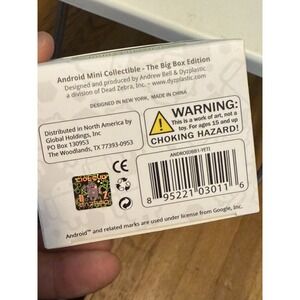 Android Mini Collectible - The Big Box Edition
Designed and produced by Andrew Bell & Dyzplastic
a division of Dead Zebra, Inc. - www.dyzplastic.com
DESIGNED IN NEW YORK, MADE IN CHINA
Distributed in North America by
Global Holdings, Inc.
PO Box 130953
The Woodlands, TX 77393-0953
WARNING:
This is a work of art, not a
toy. For ages 15 and up
CHOKING HAZARD!
CE
ANDROIDBB1-YETI
8 95221 03011 6
Android™ and related marks are used under license from Google, Inc.